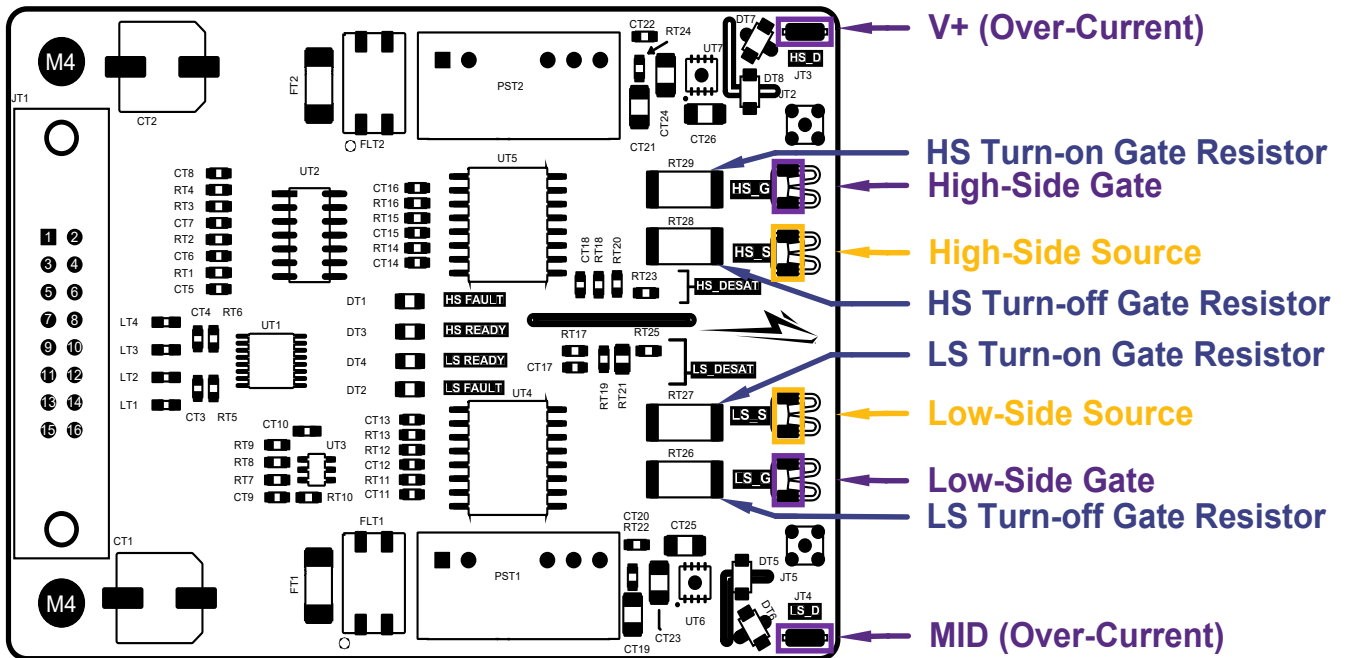 M4
JT1
CT2
FT2
FLT2
PST2
CT22
RT24
UT7
CT21
CT24
CT26
DT7
DT8
HS_D
JT3
JT2
V+ (Over-Current)
CT8
RT4
RT3
CT7
RT2
CT6
RT1
CT5
UT2
CT16
RT16
RT15
CT15
RT14
CT14
UT5
RT29
HS_G
RT28
HS_S
HS Turn-on Gate Resistor
High-Side Gate
High-Side Source
HS Turn-off Gate Resistor
CT18
RT18
RT20
RT23
HS_DESAT
1 2
3 4
5 6
7 8
9 10
11 12
13 14
15 16
LT4
LT3
LT2
LT1
CT4
RT6
UT1
CT3
RT5
DT1
HS FAULT
DT3
HS READY
DT4
LS READY
DT2
LS FAULT
RT17
RT25
CT17
RT19
RT21
LS_DESAT
LS Turn-on Gate Resistor
Low-Side Source
Low-Side Gate
LS Turn-off Gate Resistor
RT27
LS_S
RT26
LS_G
UT4
CT13
RT13
RT12
CT12
RT11
CT11
CT10
RT9
RT8
RT7
CT9
RT10
UT3
CT1
M4
FT1
FLT1
PST1
CT20
RT22
CT25
UT6
CT23
CT19
DT5
DT6
JT5
JT4
LS_D
MID (Over-Current)